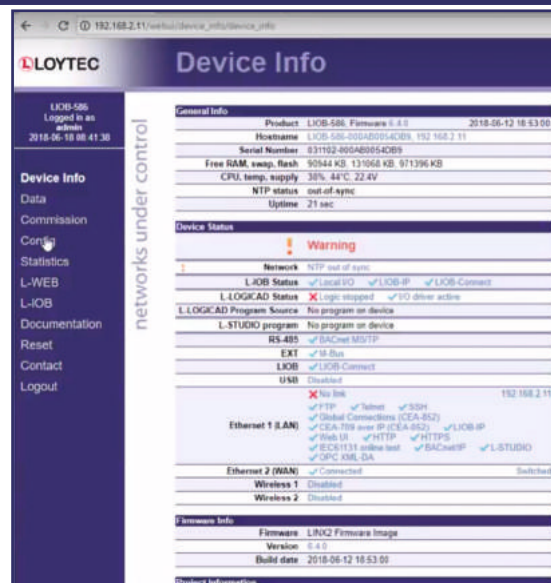 192.168.2.11/webui/device_info/device_info
LOYTEC
Device Info
LIOB-586
Logged in as
admin
2018-06-18 08:41:30
Device Info
Data
Commission
Config
Statistics
L-WEB
L-IOB
Documentation
Reset
Contact
Logout
networks under control
General Info
Product LIOB-586, Firmware 6.4.0 2018-06-12 16:53:00
Hostname LIOB-586-000AB0054DB9, 192.168.2.11
Serial Number 031102-000AB0054DB9
Free RAM, swap, flash 90944 KB, 131068 KB, 971396 KB
CPU, temp, supply 38%, 44°C, 22.4V
NTP status out-of-sync
Uptime 21 sec
Device Status
Warning
Network NTP out of sync
L-IOB Status Local I/O LIOB-IP LIOB-Connect
L-LOGICAD Status Logic stopped I/O driver active
L-LOGICAD Program Source No program on device
L-STUDIO program No program on device
RS-485 BACnet MS/TP
EXT M-Bus
LIOB LIOB-Connect
USB Disabled
Ethernet 1 (LAN) No link 192.168.2.11
FTP Telnet SSH
Global Connections (CEA-852)
CEA-709 over IP (CEA-852) LIOB-IP
Web UI HTTP HTTPS
IEC61131 online test BACnet/IP L-STUDIO
OPC XML-DA
Ethernet 2 (WAN) Connected Switched
Wireless 1 Disabled
Wireless 2 Disabled
Firmware Info
Firmware LINX2 Firmware Image
Version 6.4.0
Build date 2018-06-12 16:53:00
Project Information